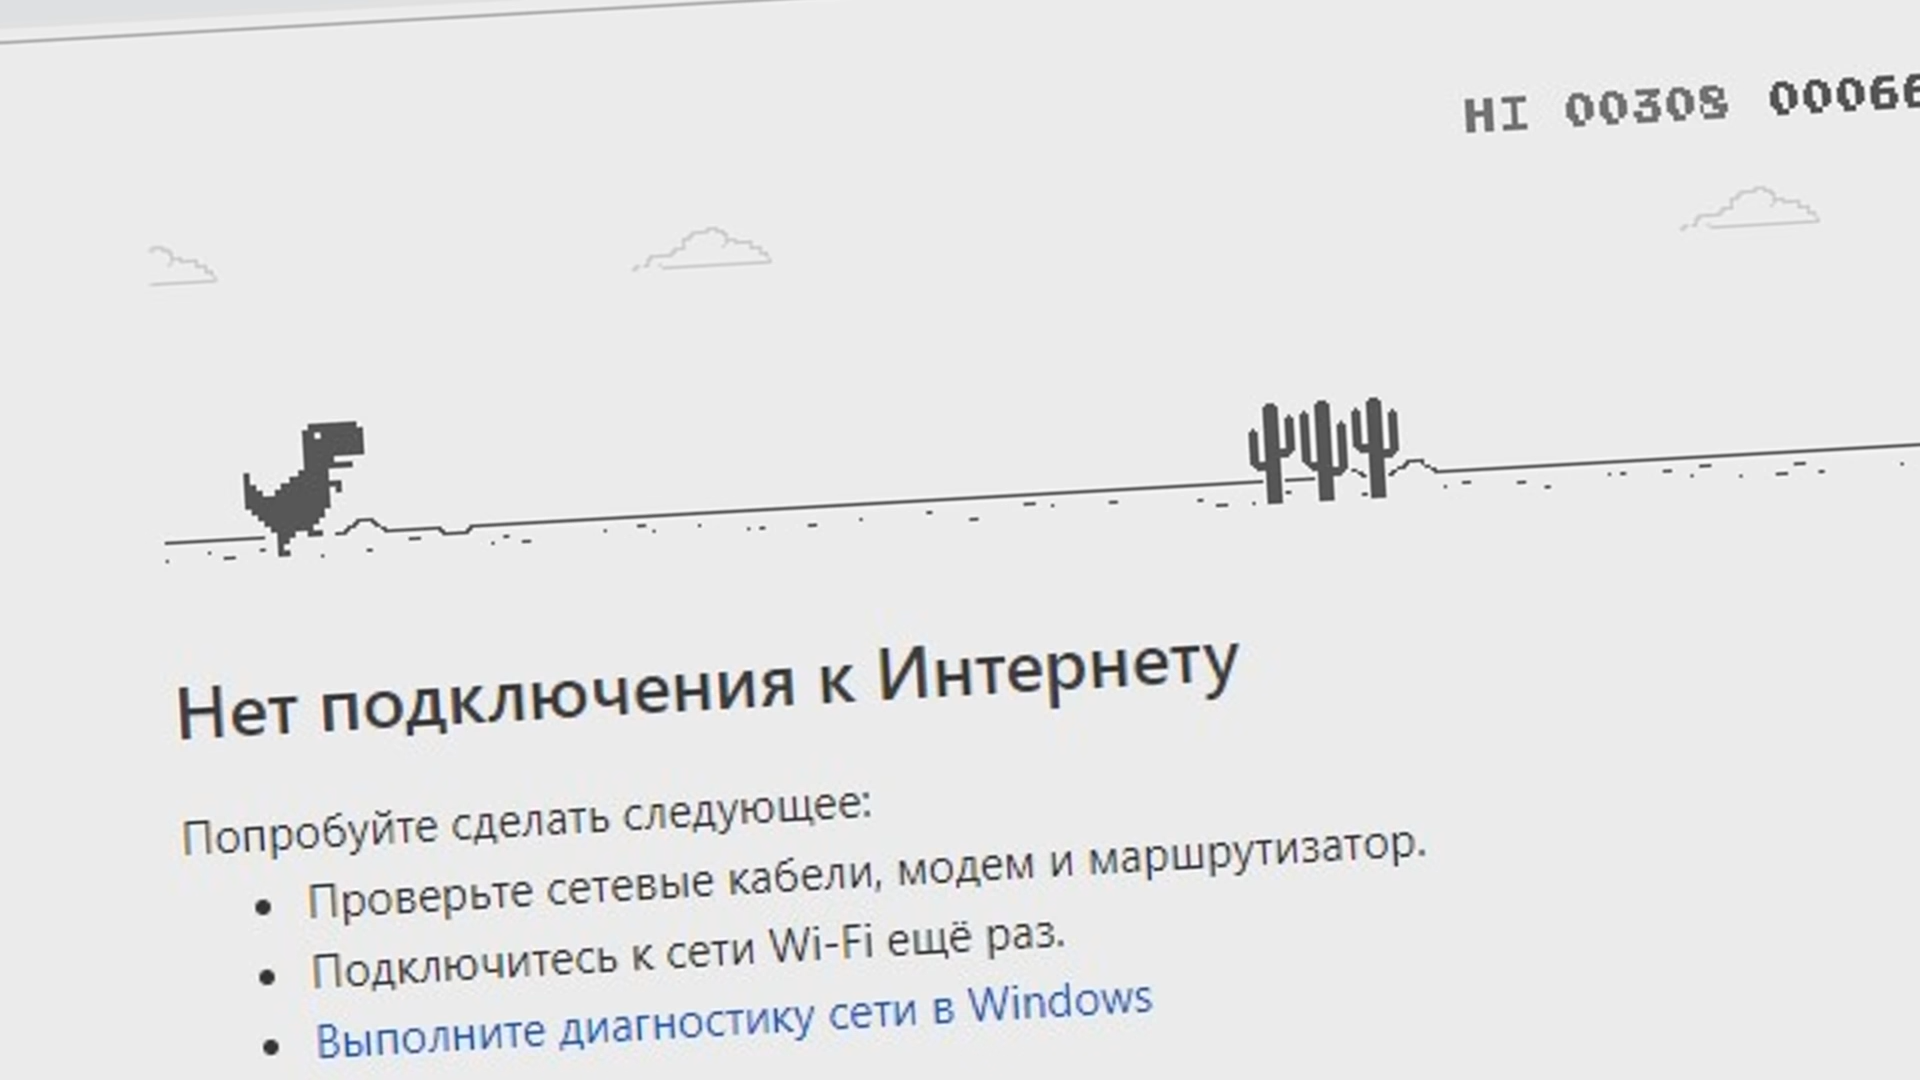 HI 00308 00066
Нет подключения к Интернету
Попробуйте сделать следующее:
Проверьте сетевые кабели, модем и маршрутизатор.
Подключитесь к сети Wi-Fi ещё раз.
Выполните диагностику сети в Windows